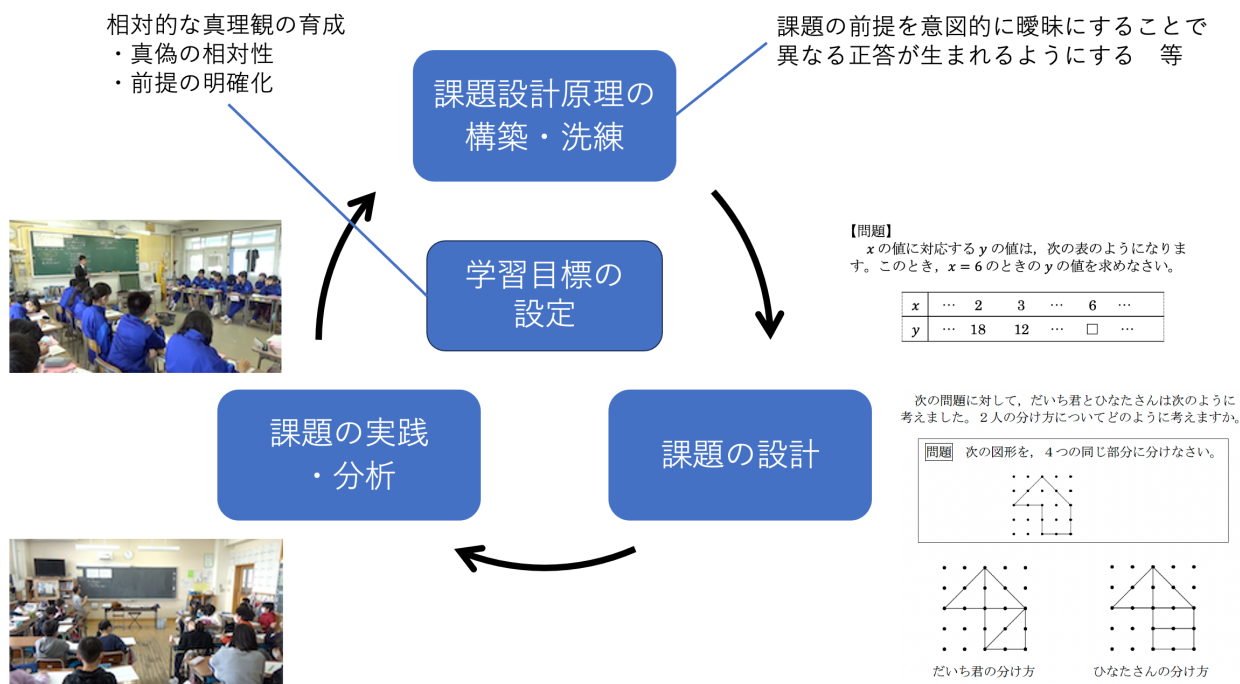 相対的な真理観の育成
・真偽の相対性
・前提の明確化
課題の前提を意図的に曖昧にすることで
異なる正答が生まれるようにする　等
課題設計原理の
構築・洗練
学習目標の
設定
課題の実践
・分析
課題の設計
【問題】
x の値に対応する y の値は，次の表のようになりま
す。このとき，x = 6 のときの y の値を求めなさい。
x … 2 3 … 6 …
y … 18 12 … □ …
次の問題に対して，だいち君とひなたさんは次のように
考えました。２人の分け方についてどのように考えますか。
問題　次の図形を，４つの同じ部分に分けなさい。
だいち君の分け方
ひなたさんの分け方